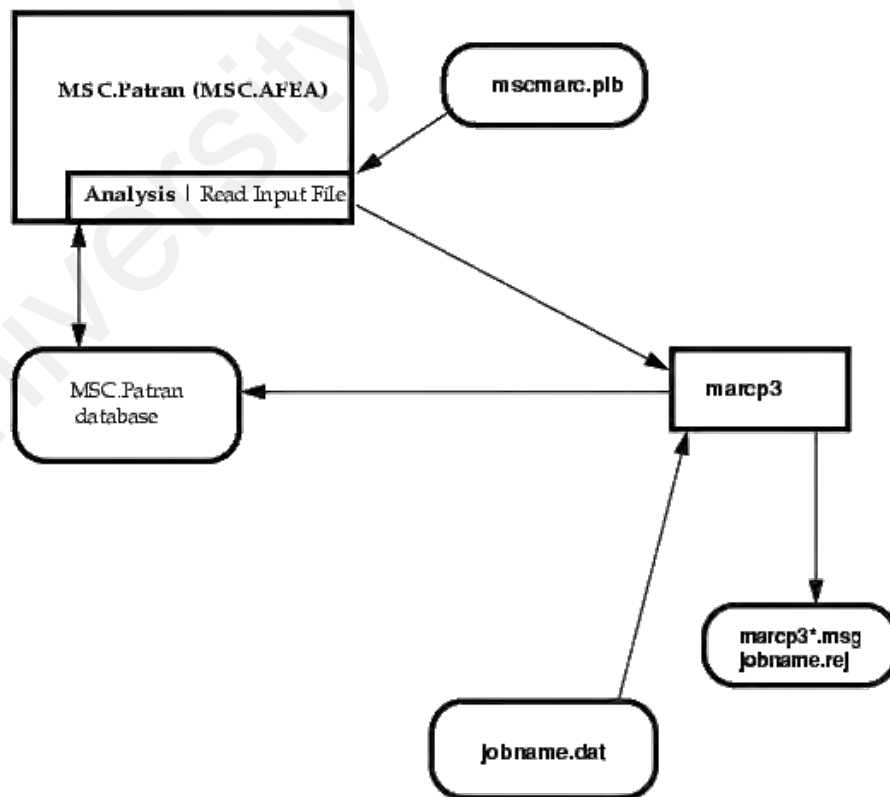 MSC.Patran (MSC.AFEA)
mscmarc.plb
Analysis | Read Input File
MSC.Patran
database
marcp3
marcp3*.msg
jobname.rej
jobname.dat
University